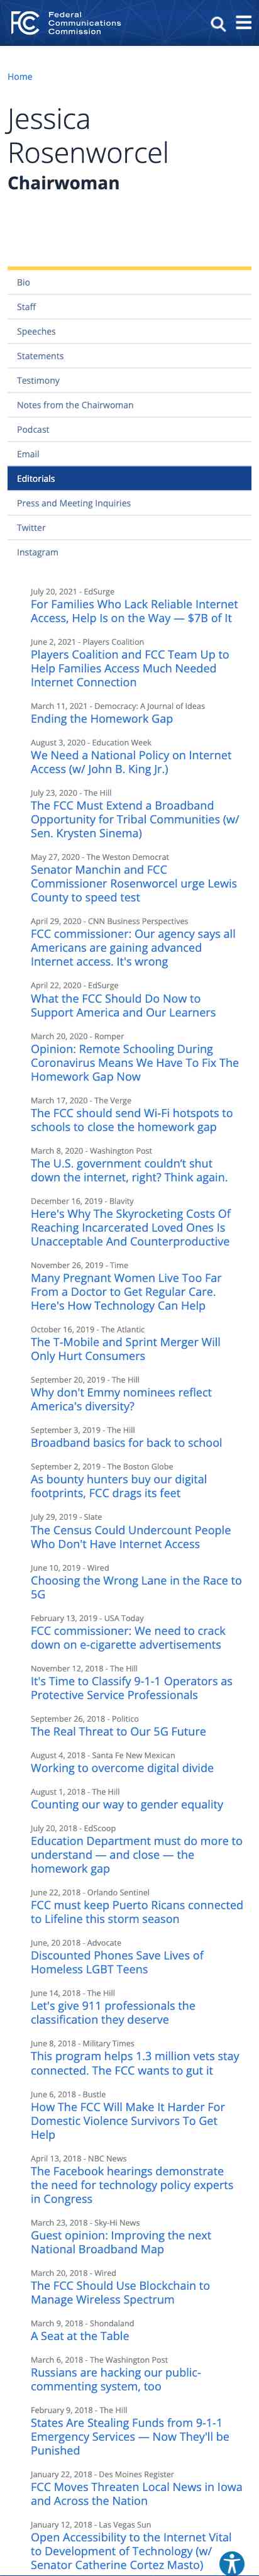 Federal
Communications
Commission
Home
Jessica
Rosenworcel
Chairwoman
Bio
Staff
Speeches
Statements
Testimony
Notes from the Chairwoman
Podcast
Email
Editorials
Press and Meeting Inquiries
Twitter
Instagram
July 20, 2021 - EdSurge
For Families Who Lack Reliable Internet
Access, Help Is on the Way — $7B of It
June 2, 2021 - Players Coalition
Players Coalition and FCC Team Up to
Help Families Access Much Needed
Internet Connection
March 11, 2021 - Democracy: A Journal of Ideas
Ending the Homework Gap
August 3, 2020 - Education Week
We Need a National Policy on Internet
Access (w/ John B. King Jr.)
July 23, 2020 - The Hill
The FCC Must Extend a Broadband
Opportunity for Tribal Communities (w/
Sen. Krysten Sinema)
May 27, 2020 - The Weston Democrat
Senator Manchin and FCC
Commissioner Rosenworcel urge Lewis
County to speed test
April 29, 2020 - CNN Business Perspectives
FCC commissioner: Our agency says all
Americans are gaining advanced
Internet access. It's wrong
April 22, 2020 - EdSurge
What the FCC Should Do Now to
Support America and Our Learners
March 20, 2020 - Romper
Opinion: Remote Schooling During
Coronavirus Means We Have To Fix The
Homework Gap Now
March 17, 2020 - The Verge
The FCC should send Wi-Fi hotspots to
schools to close the homework gap
March 8, 2020 - Washington Post
The U.S. government couldn’t shut
down the internet, right? Think again.
December 16, 2019 - Blavity
Here's Why The Skyrocketing Costs Of
Reaching Incarcerated Loved Ones Is
Unacceptable And Counterproductive
November 26, 2019 - Time
Many Pregnant Women Live Too Far
From a Doctor to Get Regular Care.
Here's How Technology Can Help
October 16, 2019 - The Atlantic
The T-Mobile and Sprint Merger Will
Only Hurt Consumers
September 20, 2019 - The Hill
Why don't Emmy nominees reflect
America's diversity?
September 3, 2019 - The Hill
Broadband basics for back to school
September 2, 2019 - The Boston Globe
As bounty hunters buy our digital
footprints, FCC drags its feet
July 29, 2019 - Slate
The Census Could Undercount People
Who Don't Have Internet Access
June 10, 2019 - Wired
Choosing the Wrong Lane in the Race to
5G
February 13, 2019 - USA Today
FCC commissioner: We need to crack
down on e-cigarette advertisements
November 12, 2018 - The Hill
It's Time to Classify 9-1-1 Operators as
Protective Service Professionals
September 26, 2018 - Politico
The Real Threat to Our 5G Future
August 4, 2018 - Santa Fe New Mexican
Working to overcome digital divide
August 1, 2018 - The Hill
Counting our way to gender equality
July 20, 2018 - EdScoop
Education Department must do more to
understand — and close — the
homework gap
June 22, 2018 - Orlando Sentinel
FCC must keep Puerto Ricans connected
to Lifeline this storm season
June, 20 2018 - Advocate
Discounted Phones Save Lives of
Homeless LGBT Teens
June 14, 2018 - The Hill
Let's give 911 professionals the
classification they deserve
June 8, 2018 - Military Times
This program helps 1.3 million vets stay
connected. The FCC wants to gut it
June 6, 2018 - Bustle
How The FCC Will Make It Harder For
Domestic Violence Survivors To Get
Help
April 13, 2018 - NBC News
The Facebook hearings demonstrate
the need for technology policy experts
in Congress
March 23, 2018 - Sky-Hi News
Guest opinion: Improving the next
National Broadband Map
March 20, 2018 - Wired
The FCC Should Use Blockchain to
Manage Wireless Spectrum
March 9, 2018 - Shondaland
A Seat at the Table
March 6, 2018 - The Washington Post
Russians are hacking our public-
commenting system, too
February 9, 2018 - The Hill
States Are Stealing Funds from 9-1-1
Emergency Services — Now They'll be
Punished
January 22, 2018 - Des Moines Register
FCC Moves Threaten Local News in Iowa
and Across the Nation
January 12, 2018 - Las Vegas Sun
Open Accessibility to the Internet Vital
to Development of Technology (w/
Senator Catherine Cortez Masto)